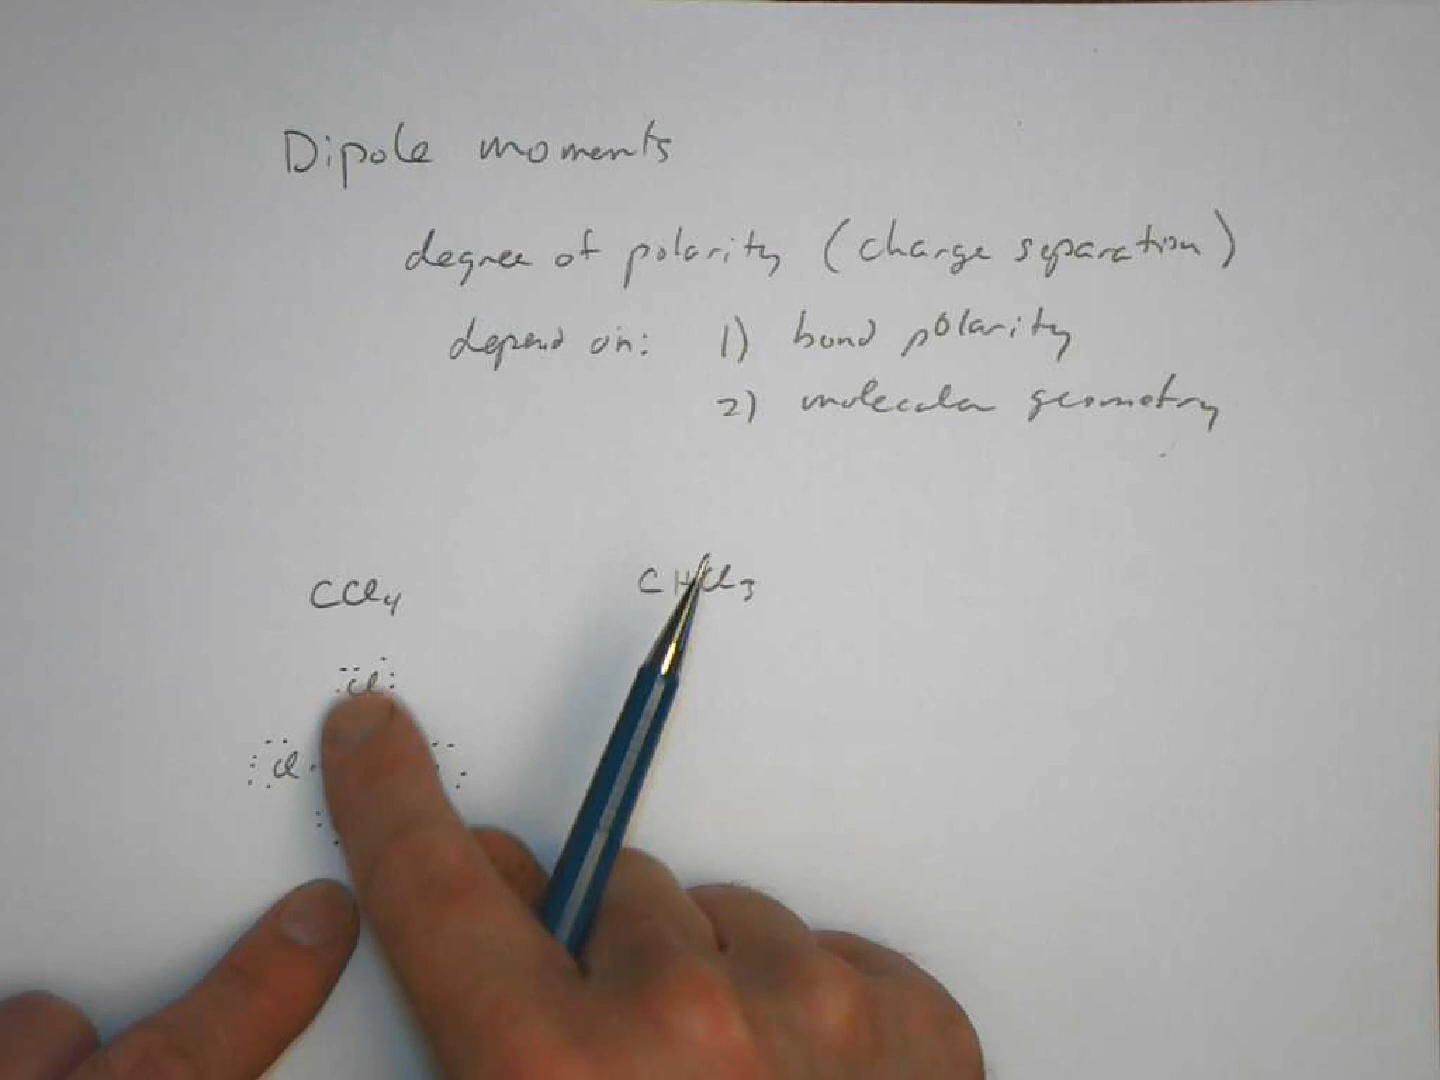 Dipole moments
degree of polarity (charge separation)
depend on: 1) bond polarity
2) molecular geometry
CCl4 CHCl3
Cl
Cl